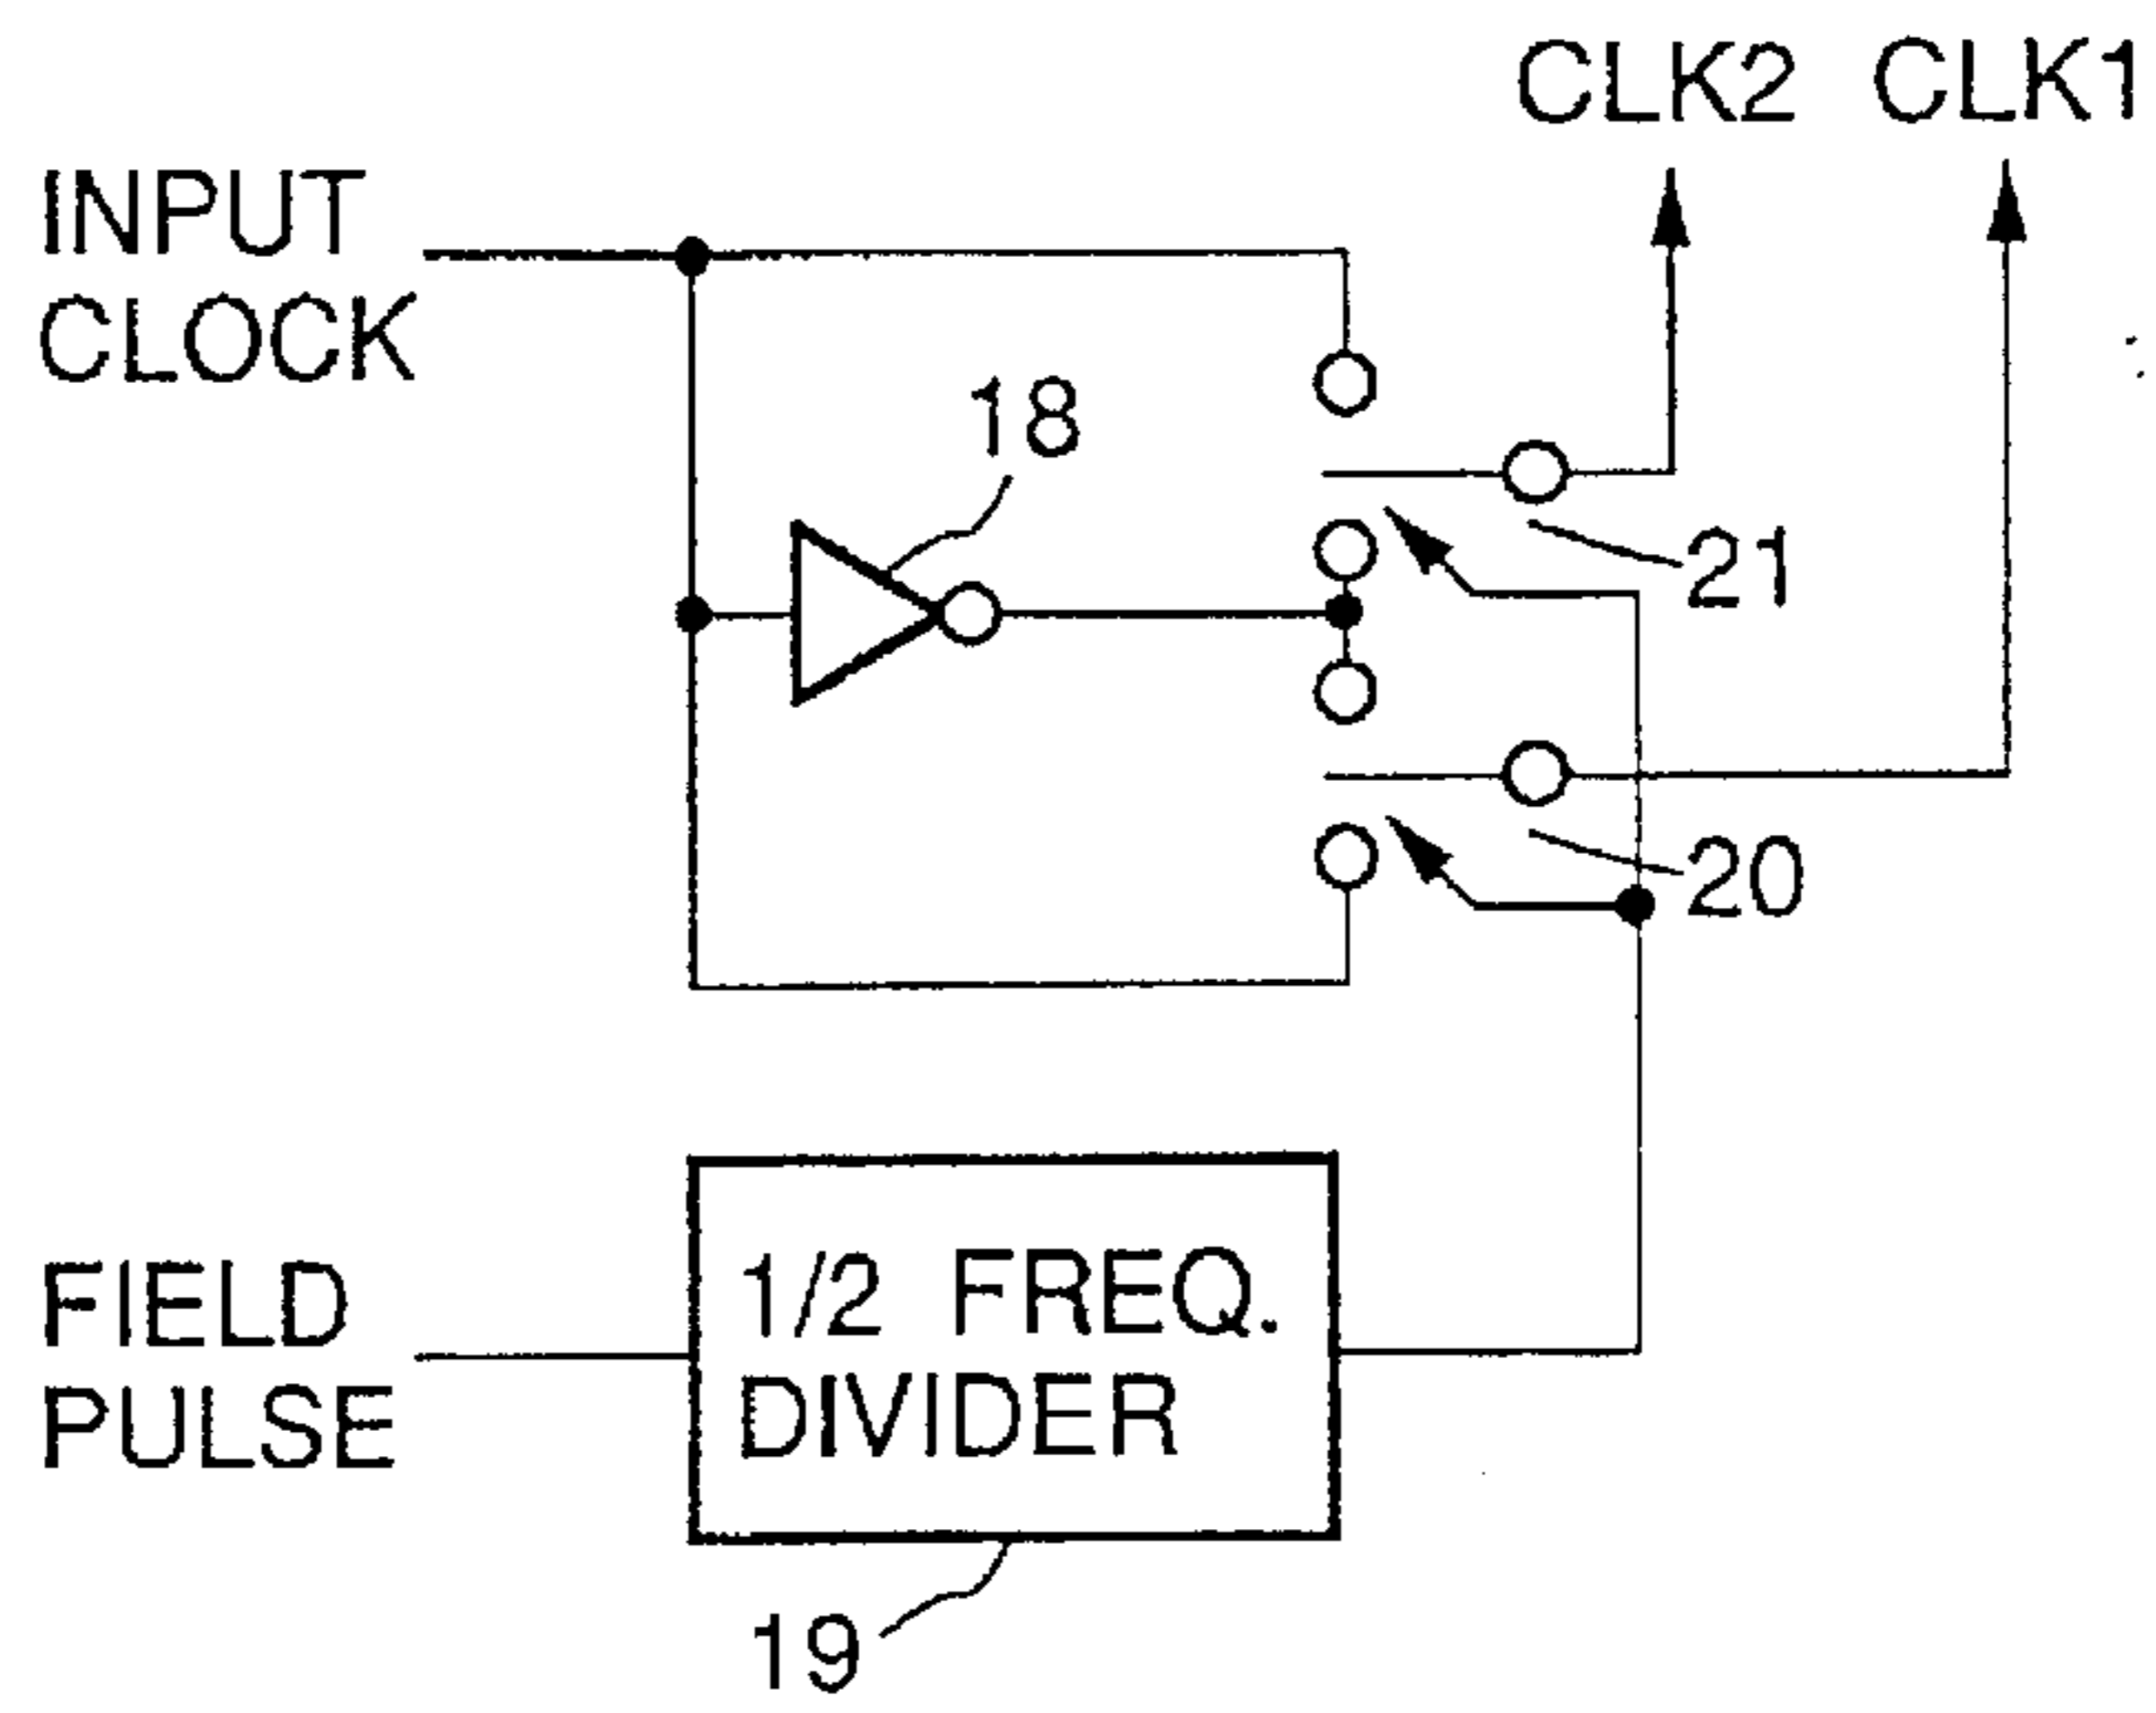 CLK2 CLK1
INPUT
CLOCK
18
21
20
FIELD
PULSE
1/2 FREQ.
DIVIDER
19